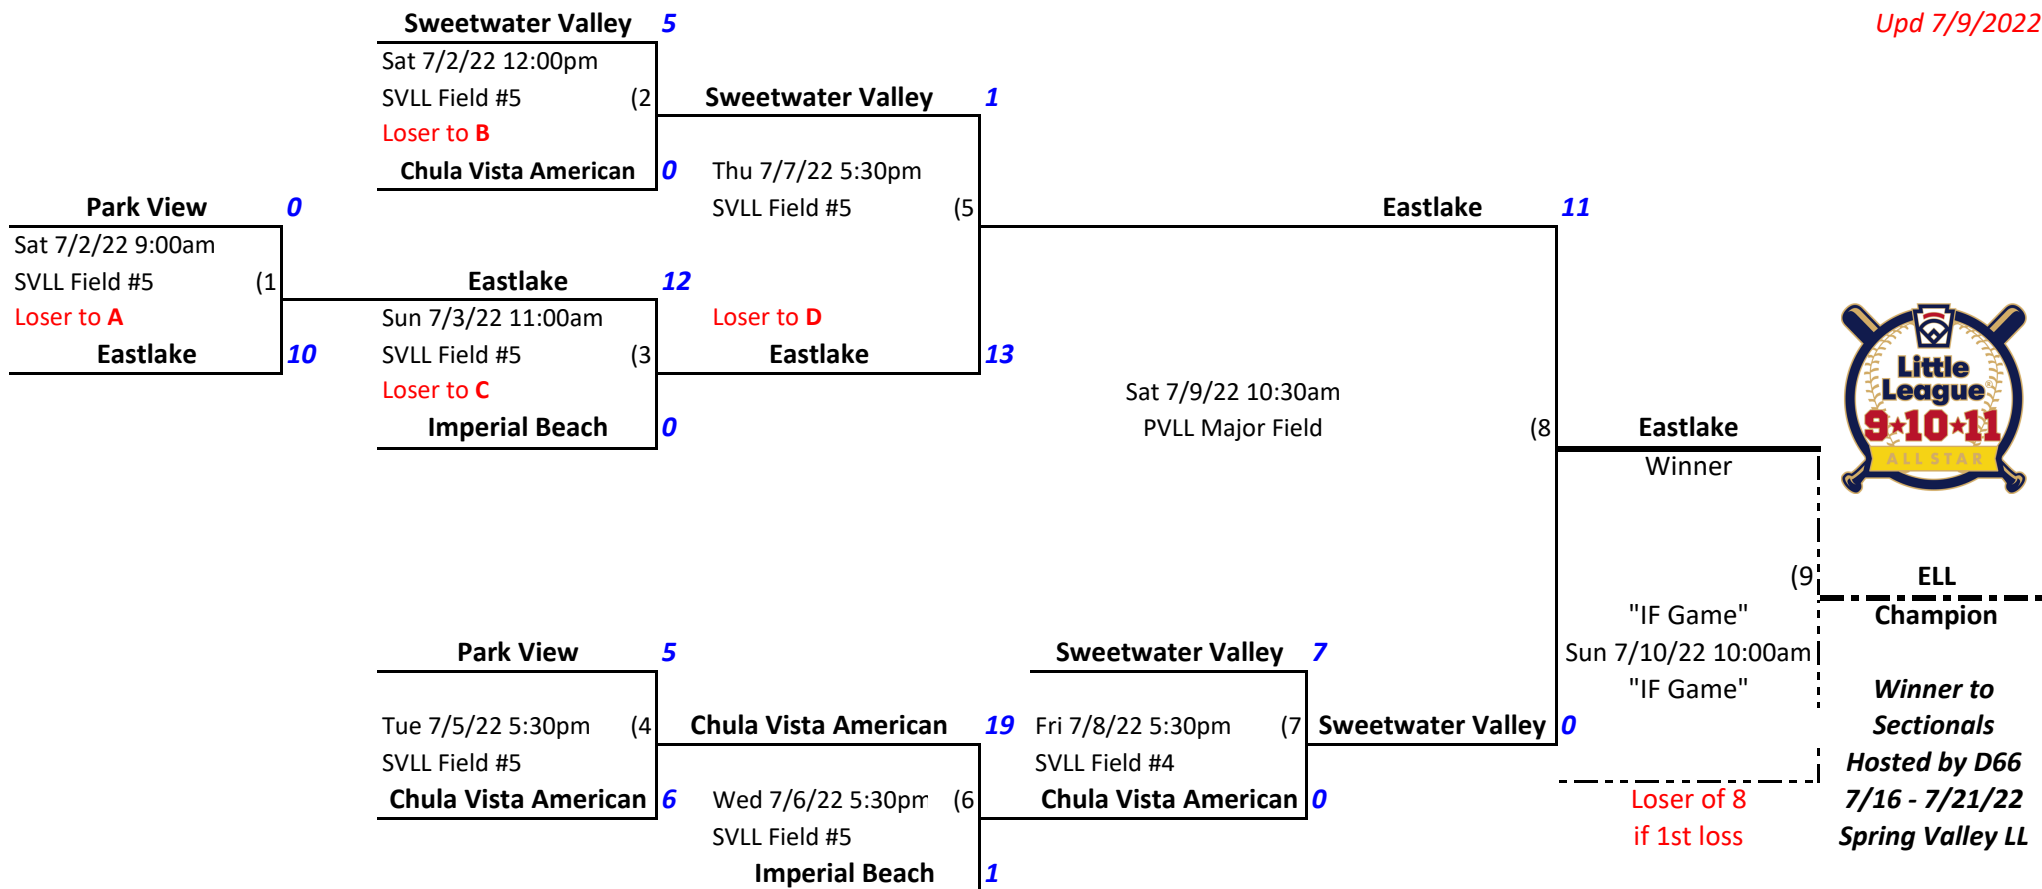 Sweetwater Valley 5
Upd 7/9/2022
Sat 7/2/22 12:00pm
SVLL Field #5 (2
Sweetwater Valley 1
Loser to B
Chula Vista American 0
Thu 7/7/22 5:30pm
Park View 0
SVLL Field #5 (5
Eastlake 11
Sat 7/2/22 9:00am
SVLL Field #5 (1
Eastlake 12
Loser to A
Sun 7/3/22 11:00am
Loser to D
Eastlake 10
SVLL Field #5 (3
Eastlake 13
Loser to C
Sat 7/9/22 10:30am
Imperial Beach 0
PVLL Major Field (8
Eastlake
Winner
Little
League®
9★10★11
ALL STAR
(9
ELL
"IF Game"
Champion
Park View 5
Sweetwater Valley 7
Sun 7/10/22 10:00am
"IF Game"
Winner to
Tue 7/5/22 5:30pm (4
Chula Vista American 19
Fri 7/8/22 5:30pm (7
Sweetwater Valley 0
Sectionals
SVLL Field #5
SVLL Field #4
Hosted by D66
Chula Vista American 6
Wed 7/6/22 5:30pm (6
Chula Vista American 0
Loser of 8
7/16 - 7/21/22
SVLL Field #5
if 1st loss
Spring Valley LL
Imperial Beach 1